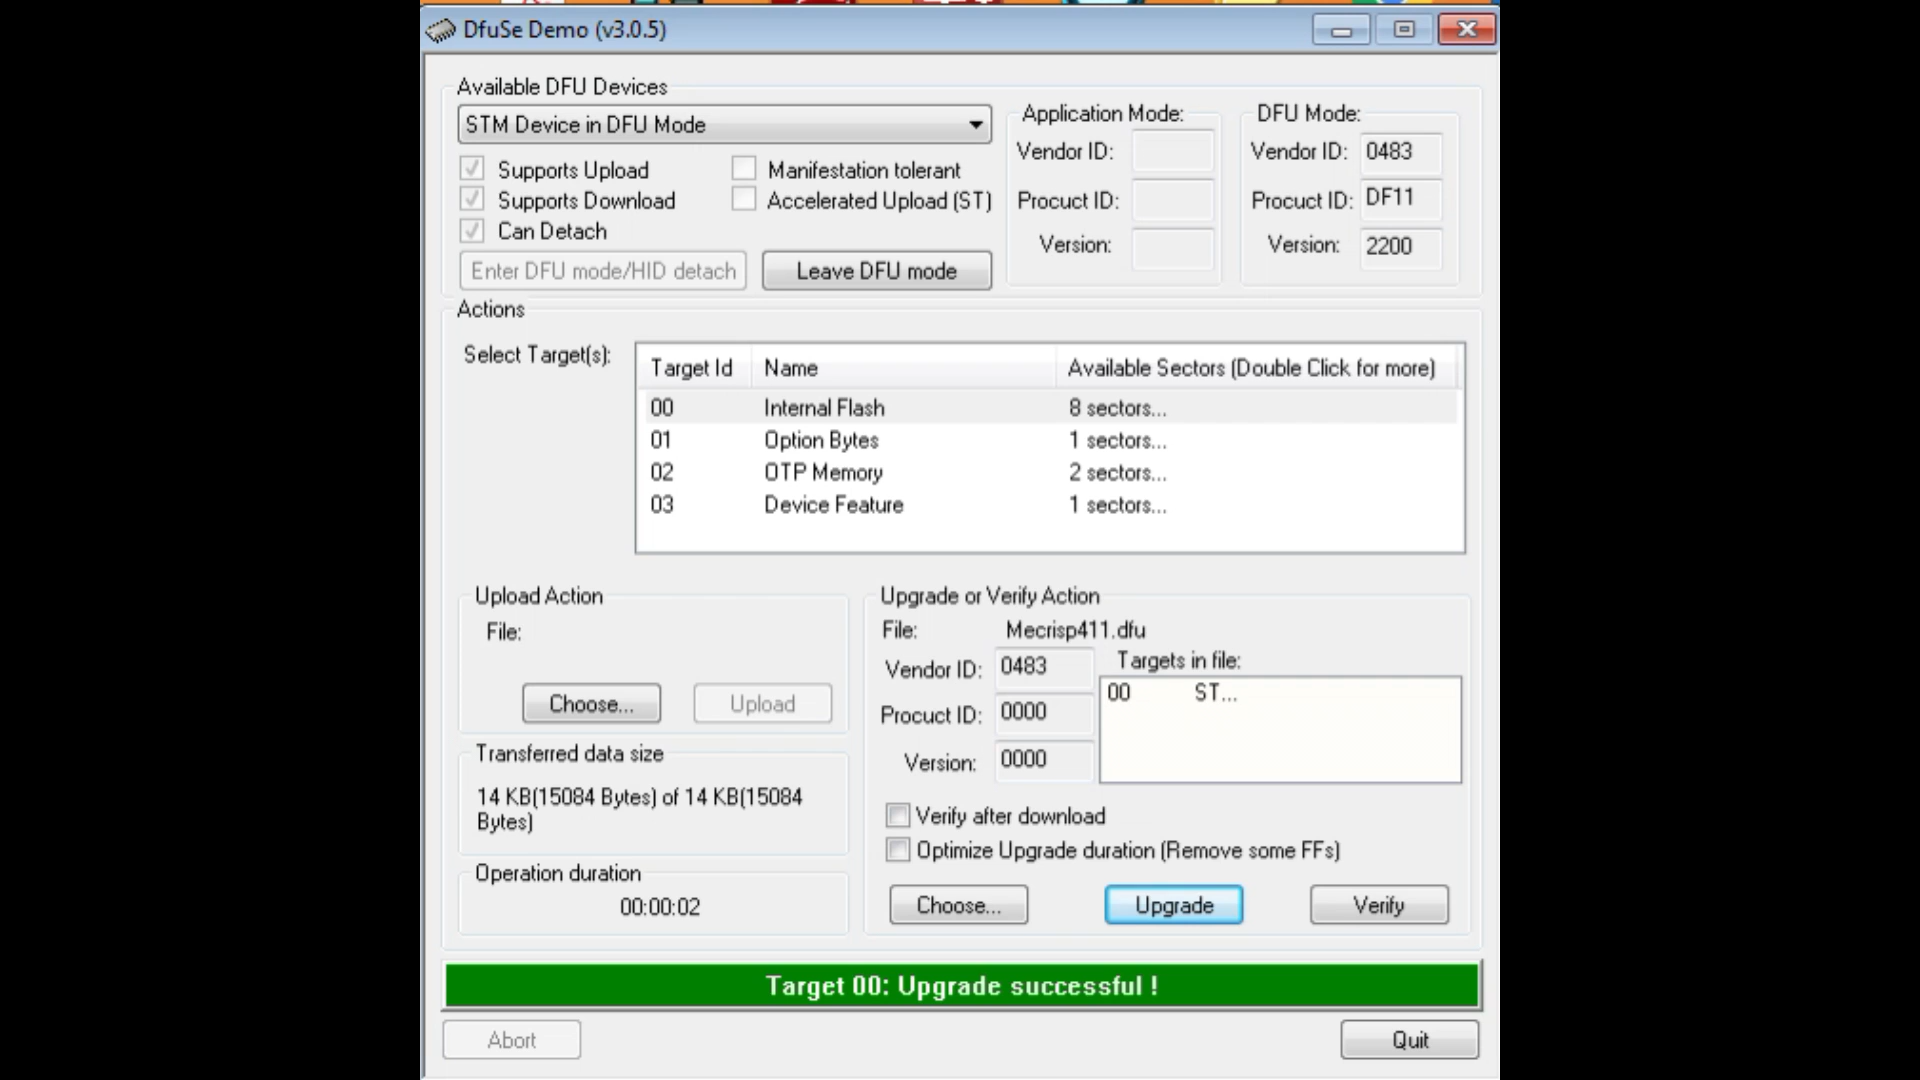 DfuSe Demo (v3.0.5)
Available DFU Devices
STM Device in DFU Mode
Supports Upload
Manifestation tolerant
Supports Download
Accelerated Upload (ST)
Can Detach
Enter DFU mode/HID detach
Leave DFU mode
Application Mode:
Vendor ID:
Procuct ID:
Version:
DFU Mode:
Vendor ID: 0483
Procuct ID: DF11
Version: 2200
Actions
Select Target(s):
Target Id Name Available Sectors (Double Click for more)
00 Internal Flash 8 sectors...
01 Option Bytes 1 sectors...
02 OTP Memory 2 sectors...
03 Device Feature 1 sectors...
Upload Action
File:
Choose... Upload
Transferred data size
14 KB(15084 Bytes) of 14 KB(15084
Bytes)
Operation duration
00:00:02
Upgrade or Verify Action
File: Mecrisp411.dfu
Vendor ID: 0483
Procuct ID: 0000
Version: 0000
Targets in file:
00 ST...
Verify after download
Optimize Upgrade duration (Remove some FFs)
Choose... Upgrade Verify
Target 00: Upgrade successful !
Abort Quit